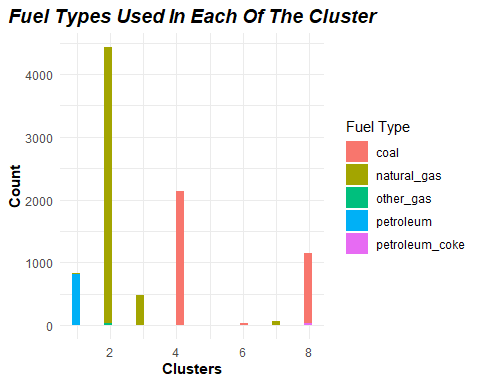 Fuel Types Used In Each Of The Cluster
4000
3000
2000
1000
0
Count
2 4 6 8
Clusters
Fuel Type
coal
natural_gas
other_gas
petroleum
petroleum_coke